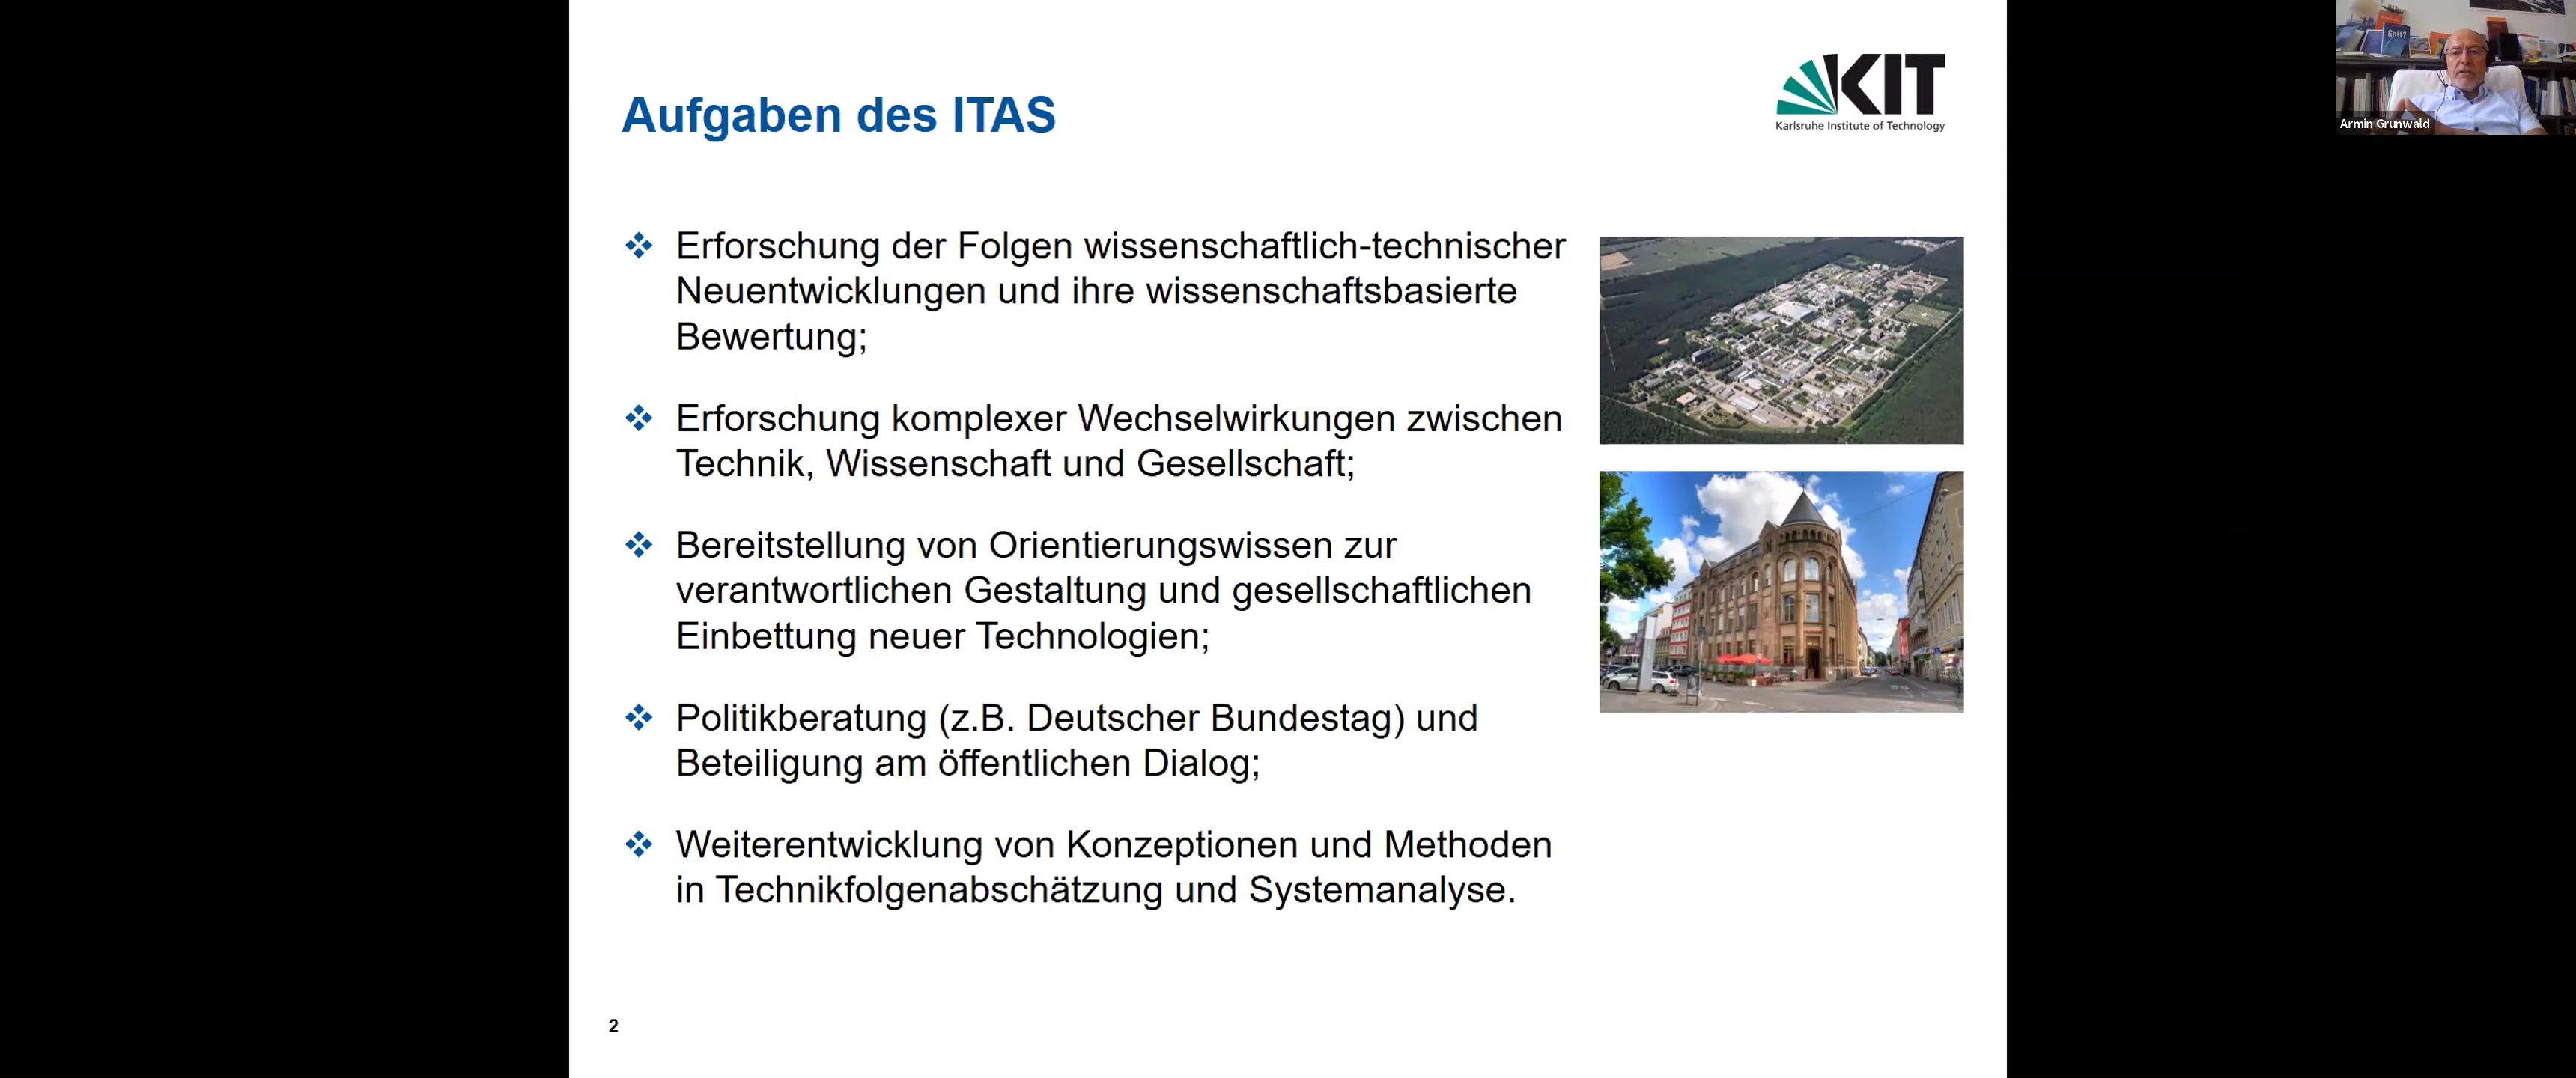 Aufgaben des ITAS
KIT
Karlsruhe Institute of Technology
Gott?
Armin Grunwald
Erforschung der Folgen wissenschaftlich-technischer
Neuentwicklungen und ihre wissenschaftsbasierte
Bewertung;
Erforschung komplexer Wechselwirkungen zwischen
Technik, Wissenschaft und Gesellschaft;
Bereitstellung von Orientierungswissen zur
verantwortlichen Gestaltung und gesellschaftlichen
Einbettung neuer Technologien;
Politikberatung (z.B. Deutscher Bundestag) und
Beteiligung am öffentlichen Dialog;
Weiterentwicklung von Konzeptionen und Methoden
in Technikfolgenabschätzung und Systemanalyse.
2